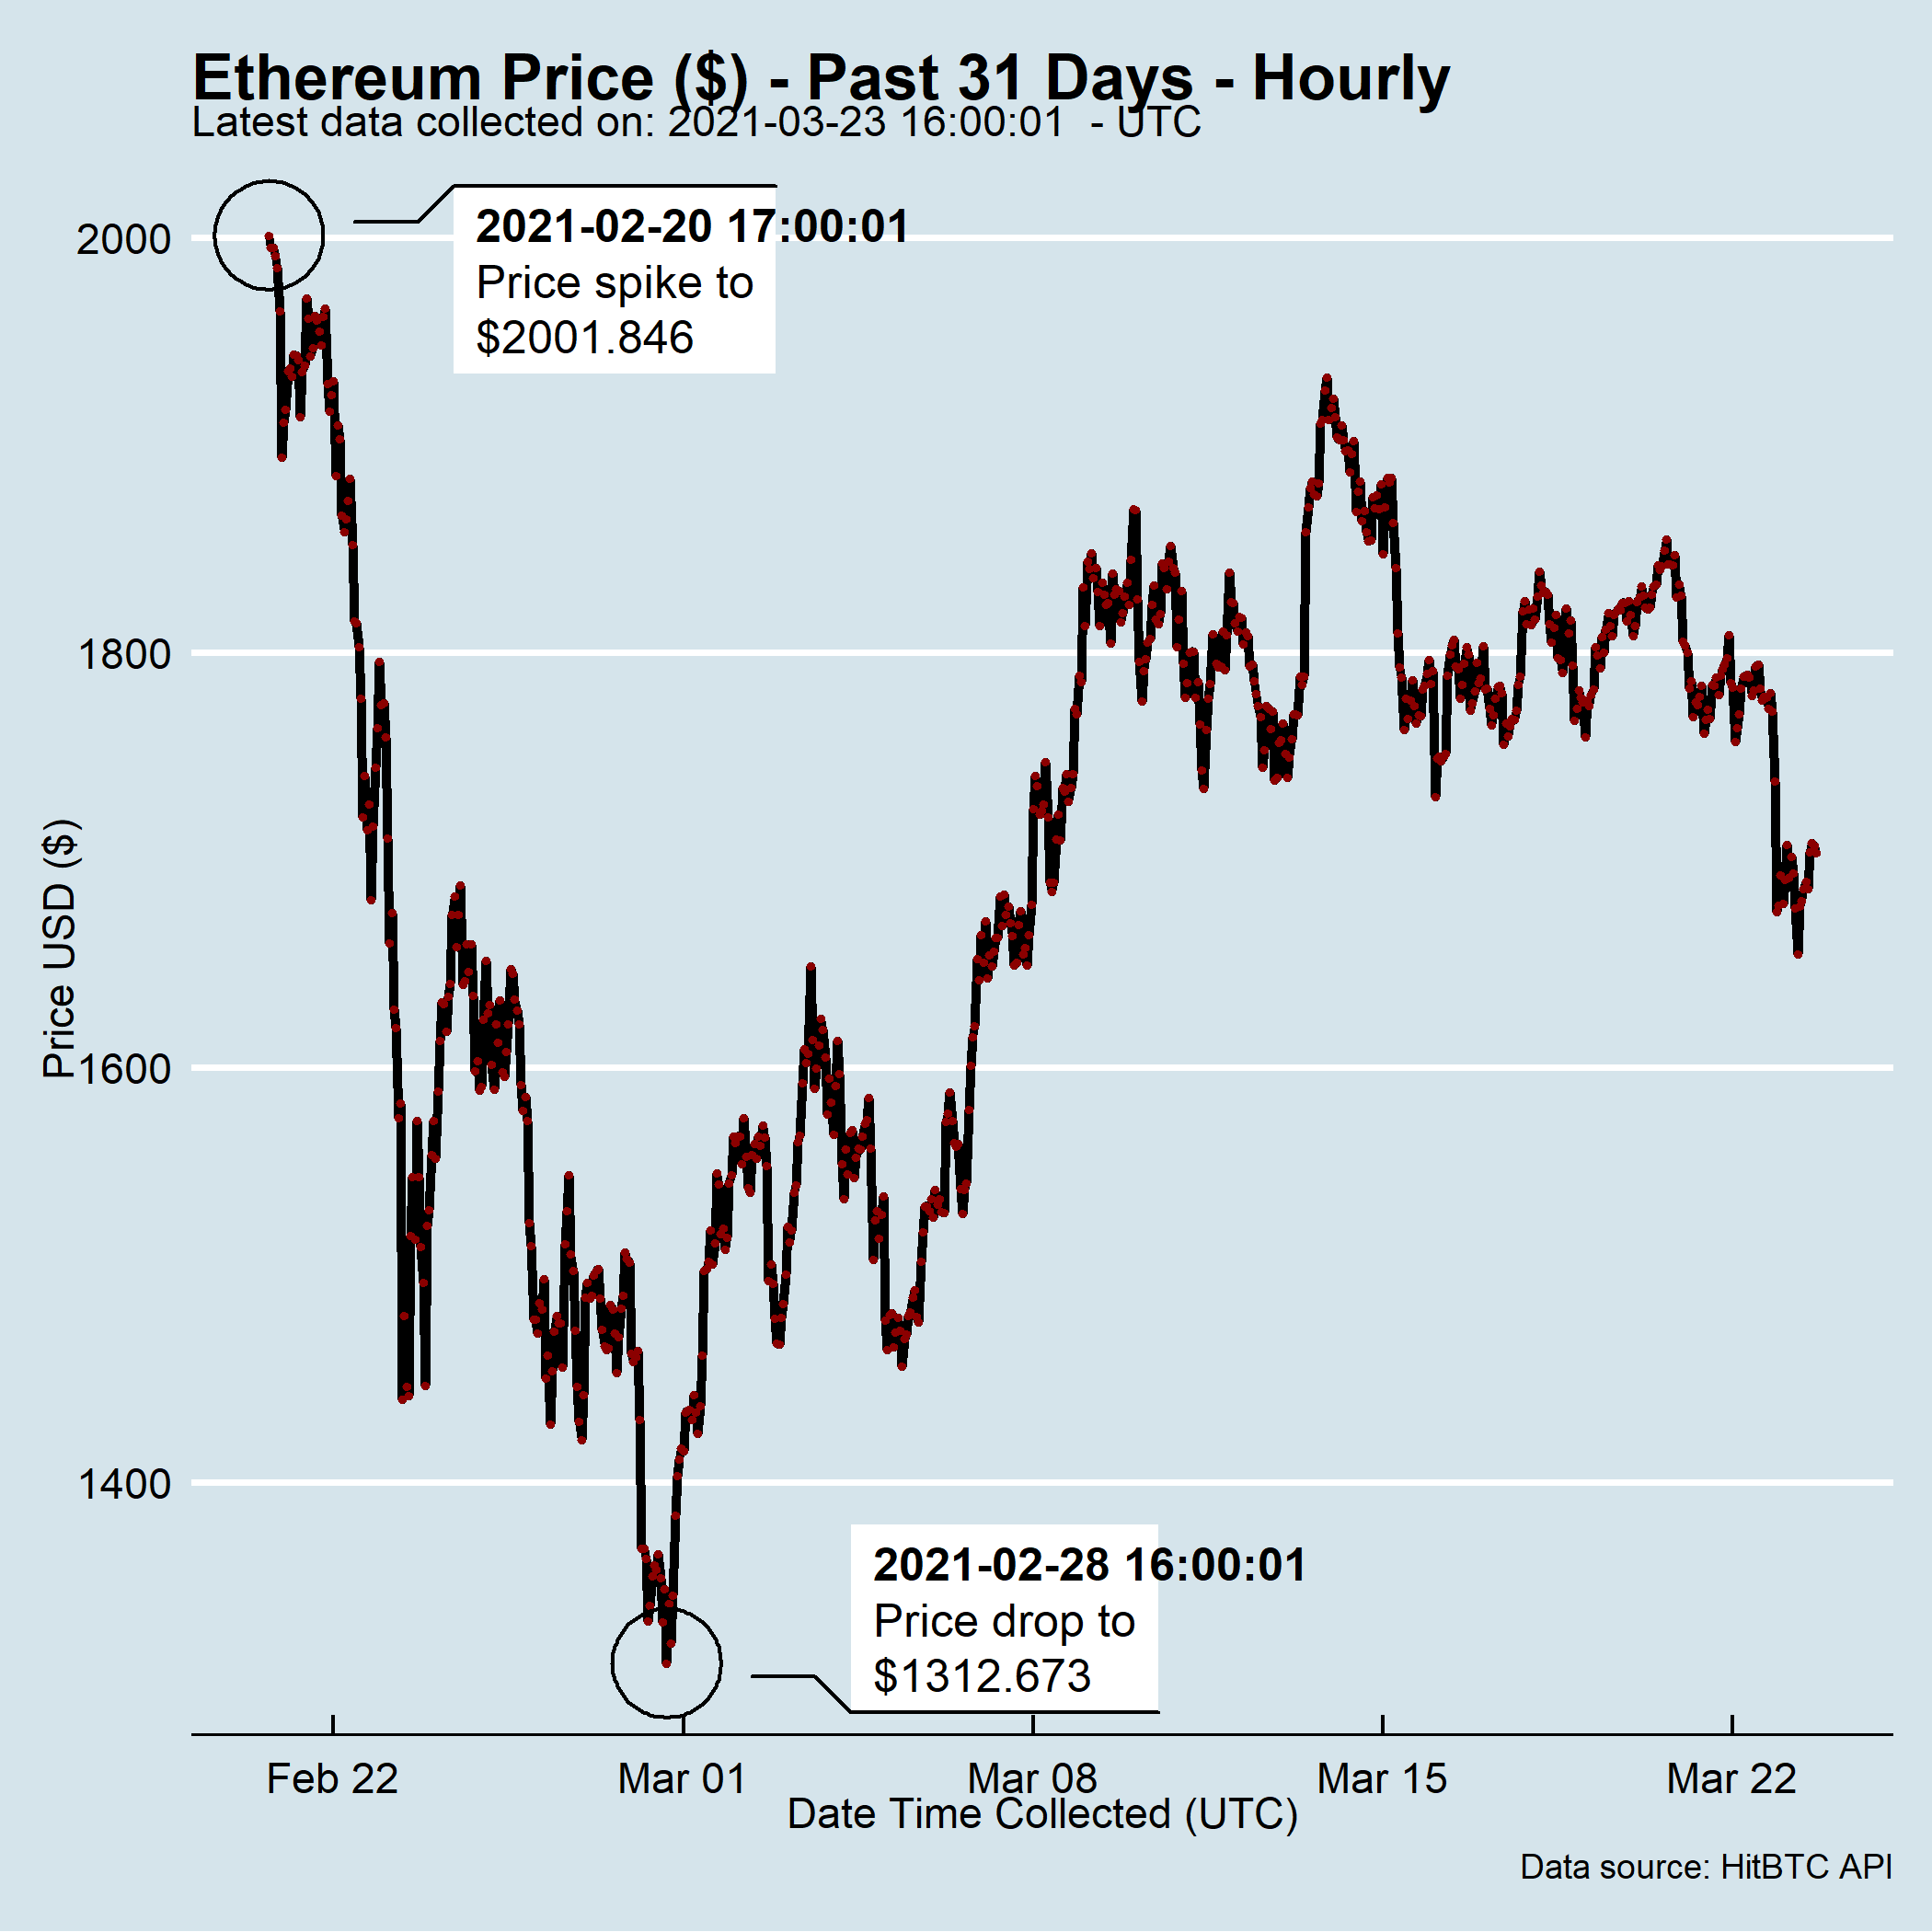 Ethereum Price ($) - Past 31 Days - Hourly
Latest data collected on: 2021-03-23 16:00:01  - UTC
2021-02-20 17:00:01
Price spike to
$2001.846
2000
1800
1600
1400
Price USD ($)
2021-02-28 16:00:01
Price drop to
$1312.673
Feb 22
Mar 01
Mar 08
Mar 15
Mar 22
Date Time Collected (UTC)
Data source: HitBTC API